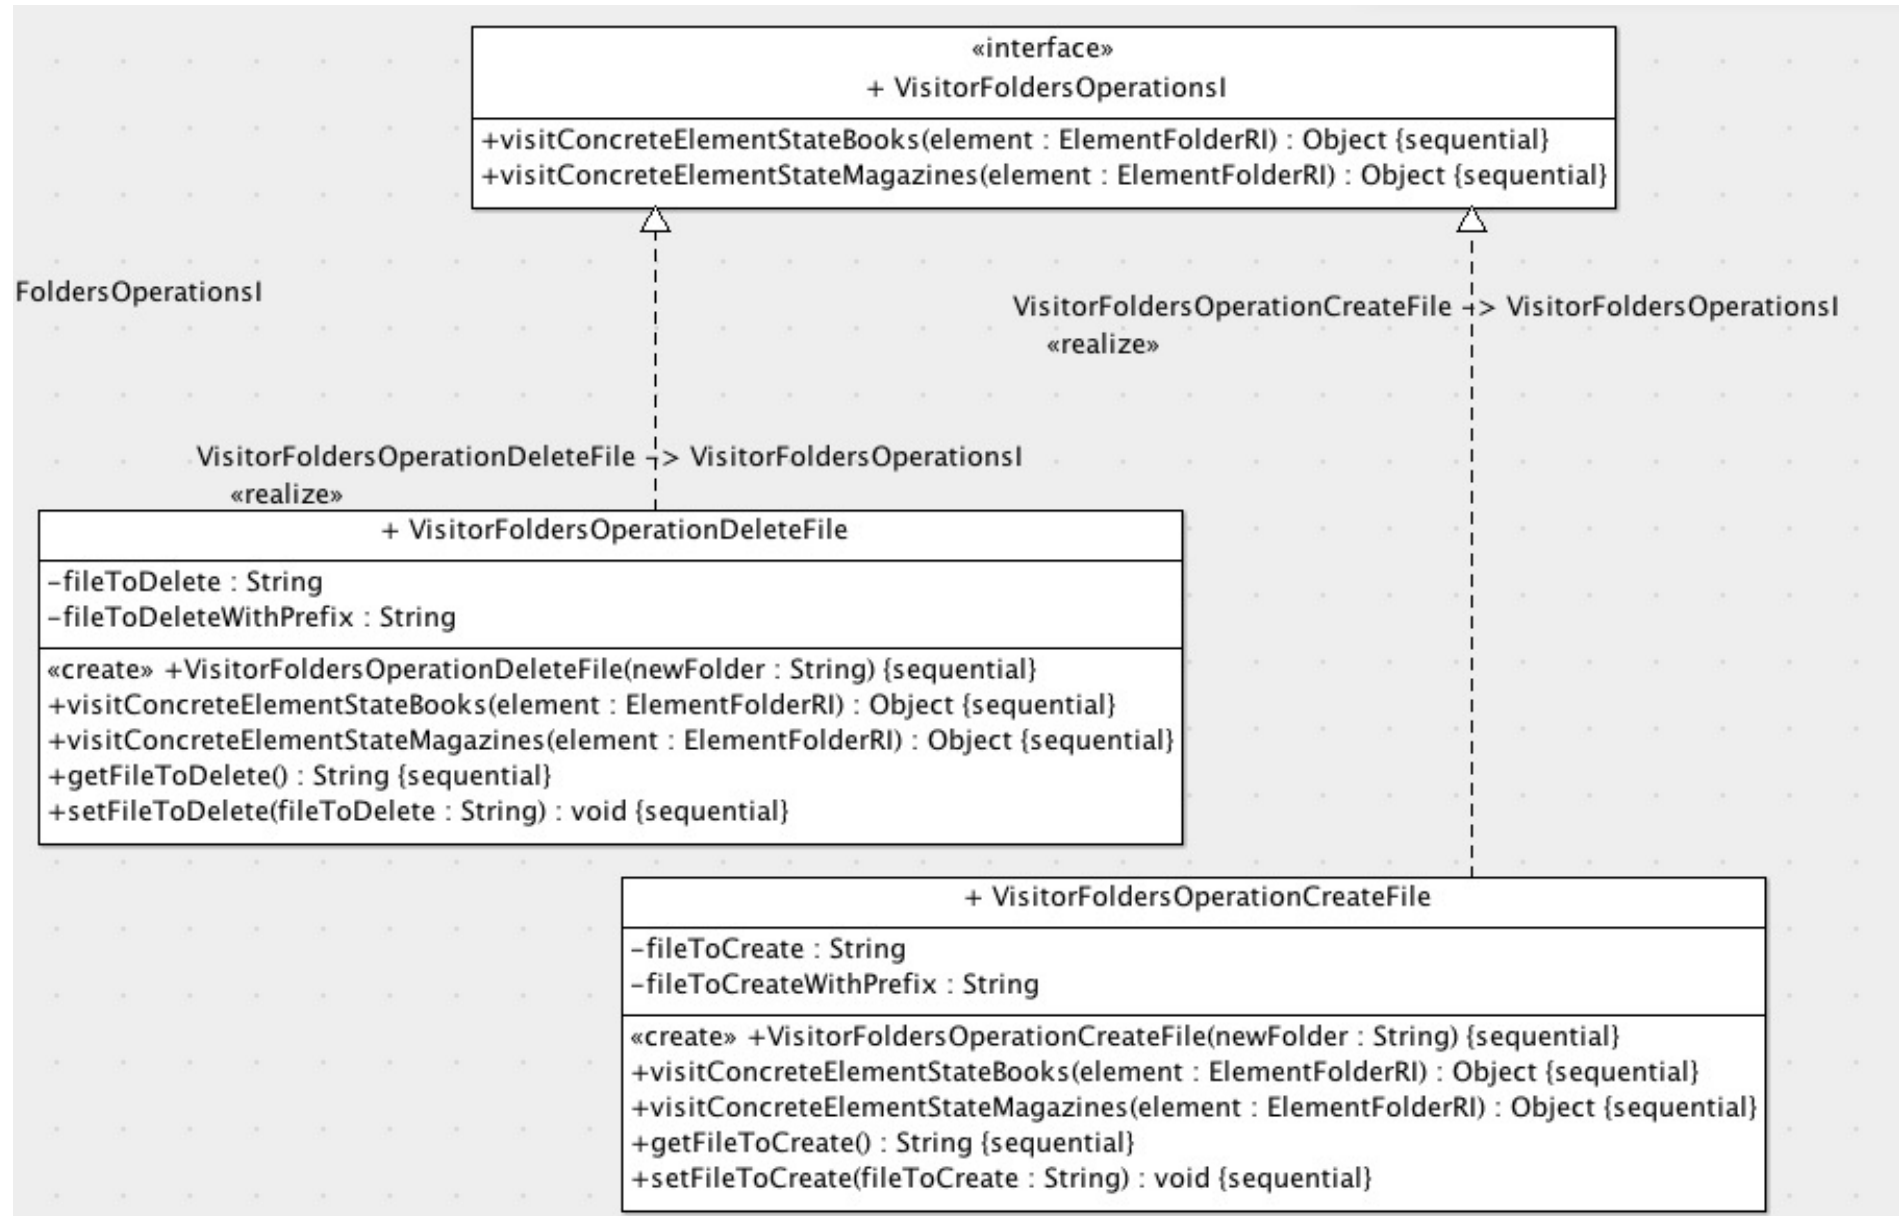 «interface»
+ VisitorFoldersOperationsI
+visitConcreteElementStateBooks(element : ElementFolderRI) : Object {sequential}
+visitConcreteElementStateMagazines(element : ElementFolderRI) : Object {sequential}
FoldersOperationsI
VisitorFoldersOperationCreateFile -> VisitorFoldersOperationsI
«realize»
VisitorFoldersOperationDeleteFile -> VisitorFoldersOperationsI
«realize»
+ VisitorFoldersOperationDeleteFile
-fileToDelete : String
-fileToDeleteWithPrefix : String
«create» +VisitorFoldersOperationDeleteFile(newFolder : String) {sequential}
+visitConcreteElementStateBooks(element : ElementFolderRI) : Object {sequential}
+visitConcreteElementStateMagazines(element : ElementFolderRI) : Object {sequential}
+getFileToDelete() : String {sequential}
+setFileToDelete(fileToDelete : String) : void {sequential}
+ VisitorFoldersOperationCreateFile
-fileToCreate : String
-fileToCreateWithPrefix : String
«create» +VisitorFoldersOperationCreateFile(newFolder : String) {sequential}
+visitConcreteElementStateBooks(element : ElementFolderRI) : Object {sequential}
+visitConcreteElementStateMagazines(element : ElementFolderRI) : Object {sequential}
+getFileToCreate() : String {sequential}
+setFileToCreate(fileToCreate : String) : void {sequential}